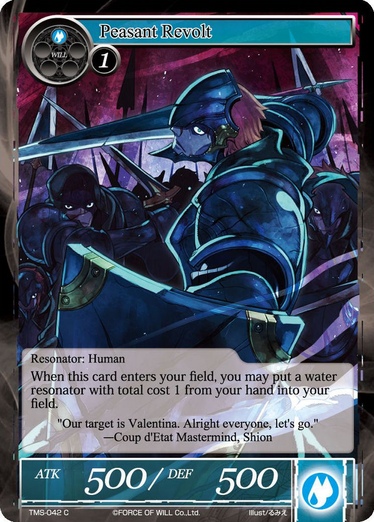 Peasant Revolt
WILL
1
Resonator: Human
When this card enters your field, you may put a water
resonator with total cost 1 from your hand into your
field.
"Our target is Valentina. Alright everyone, let's go."
—Coup d'Etat Mastermind, Shion
ATK 500 / DEF 500
TMS-042 C ©FORCE OF WILL Co.,Ltd. Illust/るみえ